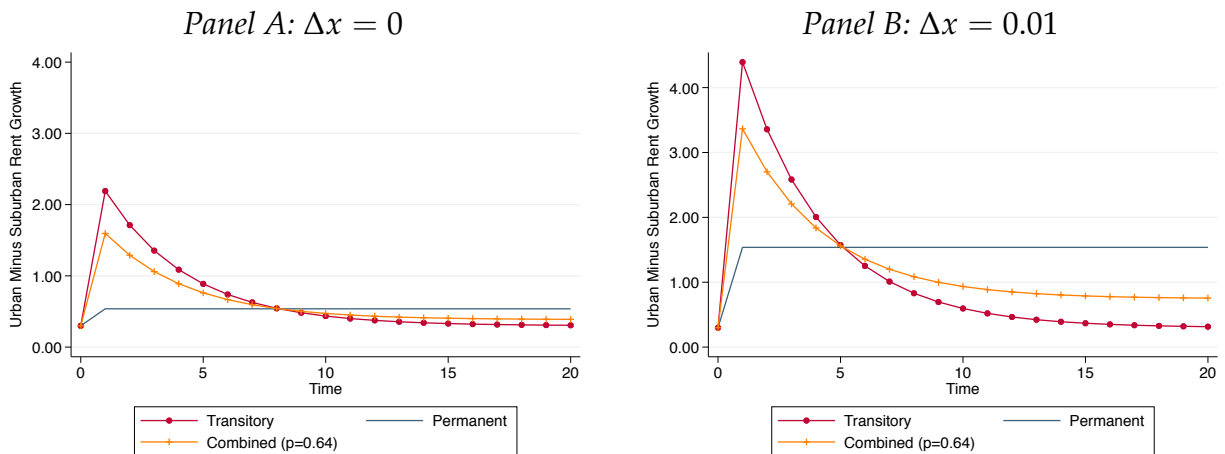 Panel A: Δx = 0
4.00
3.00
2.00
1.00
0.00
Urban Minus Suburban Rent Growth
0 5 10 15 20
Time
Transitory Permanent
Combined (p=0.64)
Panel B: Δx = 0.01
4.00
3.00
2.00
1.00
0.00
Urban Minus Suburban Rent Growth
0 5 10 15 20
Time
Transitory Permanent
Combined (p=0.64)